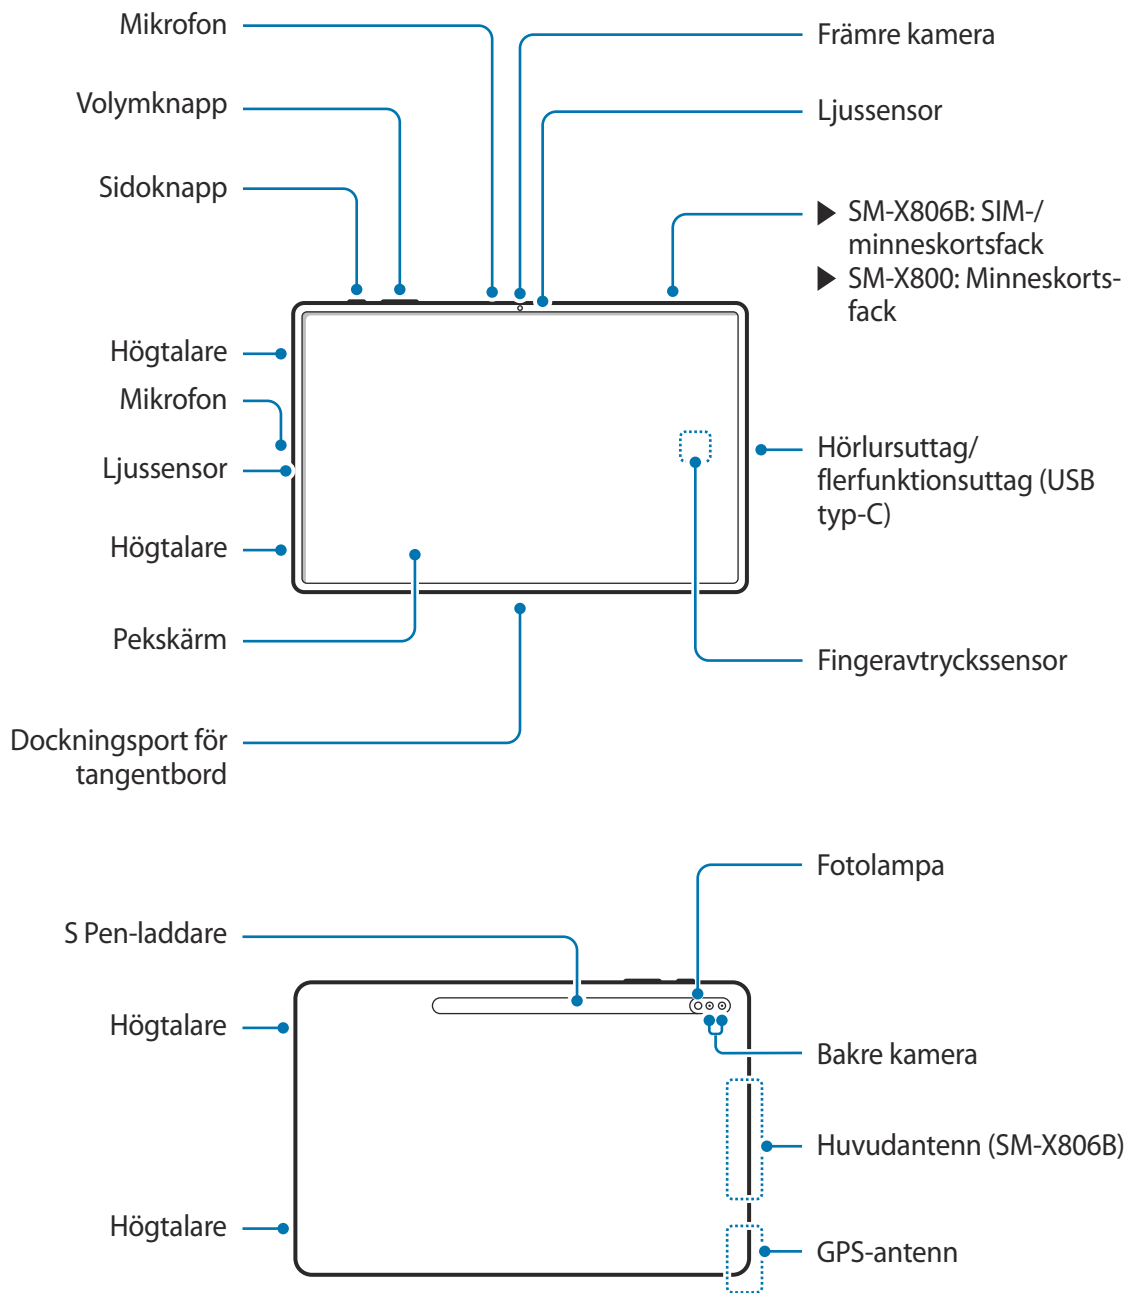 Mikrofon
Volymknapp
Sidoknapp
Högtalare
Mikrofon
Ljussensor
Högtalare
Pekskärm
Dockningsport för
tangentbord
Främre kamera
Ljussensor
SM-X806B: SIM-/
minneskortsfack
SM-X800: Minneskorts-
fack
Hörlursuttag/
flerfunktionsuttag (USB
typ-C)
Fingeravtryckssensor
S Pen-laddare
Högtalare
Högtalare
Fotolampa
Bakre kamera
Huvudantenn (SM-X806B)
GPS-antenn